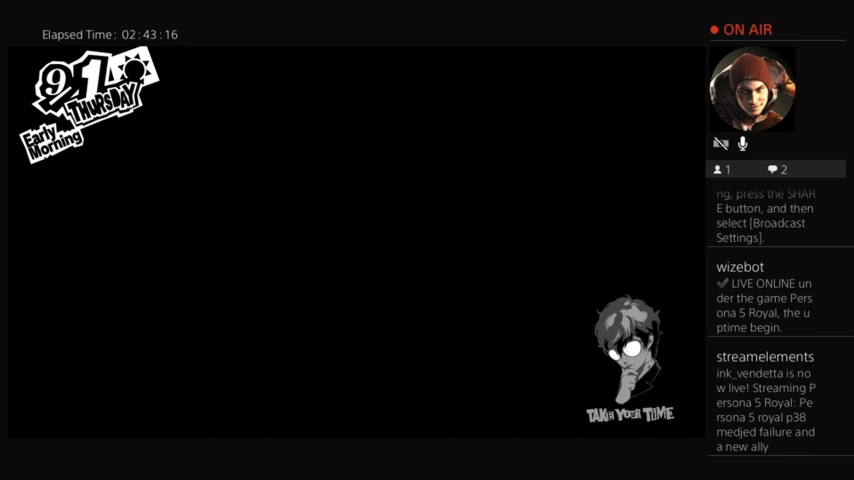 Elapsed Time: 02:43:16
ON AIR
9/1
THURSDAY
Early
Morning
1
2
ng, press the SHAR
E button, and then
select [Broadcast
Settings].
wizebot
✅ LIVE ONLINE un
der the game Pers
ona 5 Royal, the u
ptime begin.
streamelements
ink_vendetta is no
w live! Streaming P
ersona 5 Royal: Pe
rsona 5 royal p38
medjed failure and
a new ally
TAKE YOUR TIME